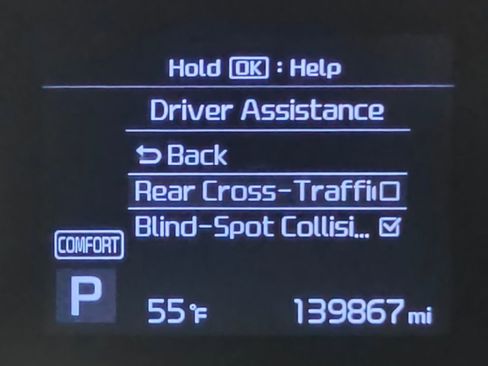 Hold OK : Help
Driver Assistance
Back
Rear Cross-Traffi
Blind-Spot Collisi...
COMFORT
P
55°F 139867 mi